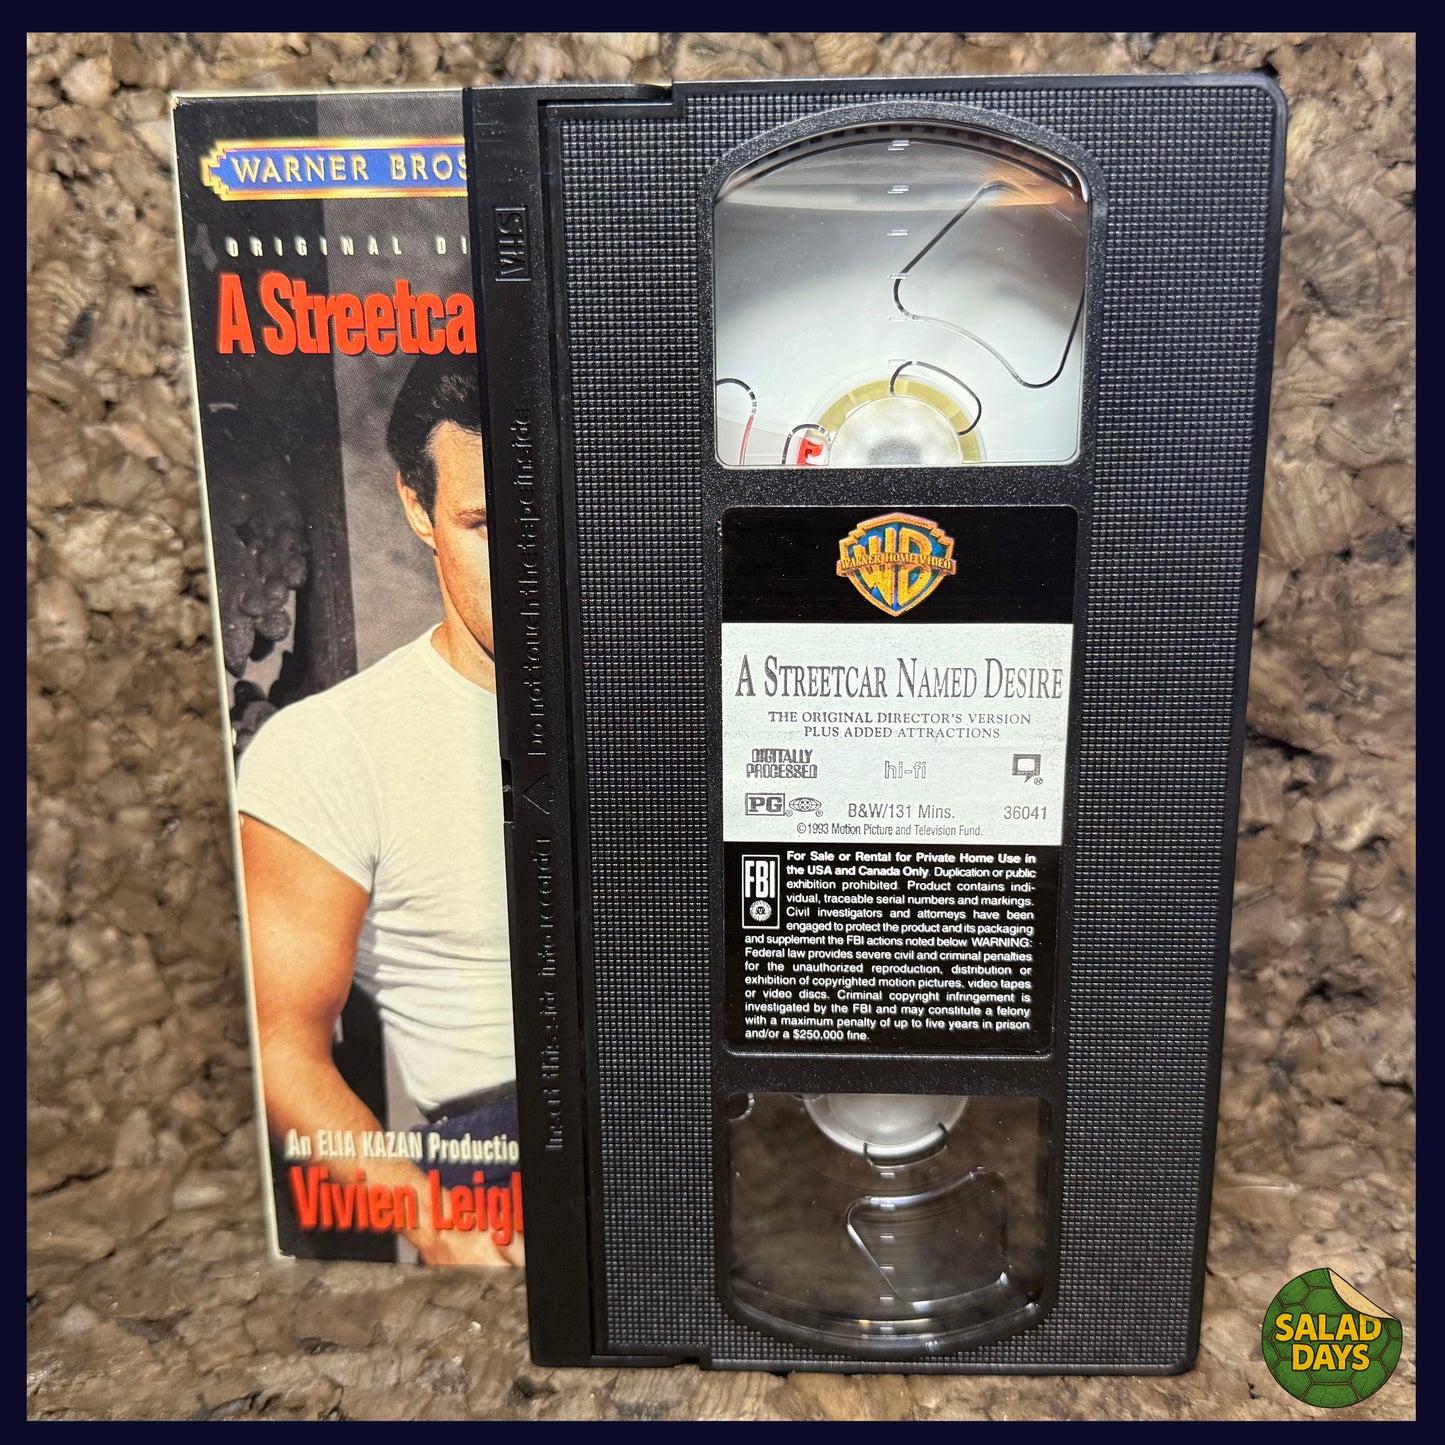 WARNER BROS
ORIGINAL DI
A Streetca
An ELIA KAZAN Productio
Vivien Leigh
VHS
Do not touch the tape inside
Insert this side into recorder
WB
WARNER HOME VIDEO
A STREETCAR NAMED DESIRE
THE ORIGINAL DIRECTOR'S VERSION
PLUS ADDED ATTRACTIONS
DIGITALLY
PROCESSED
hi-fi
®
PG
® ®
B&W/131 Mins.
36041
©1993 Motion Picture and Television Fund.
FBI
For Sale or Rental for Private Home Use in
the USA and Canada Only. Duplication or public
exhibition prohibited. Product contains indi-
vidual, traceable serial numbers and markings.
Civil investigators and attorneys have been
engaged to protect the product and its packaging
and supplement the FBI actions noted below. WARNING:
Federal law provides severe civil and criminal penalties
for the unauthorized reproduction, distribution or
exhibition of copyrighted motion pictures, video tapes
or video discs. Criminal copyright infringement is
investigated by the FBI and may constitute a felony
with a maximum penalty of up to five years in prison
and/or a $250,000 fine.
SALAD
DAYS